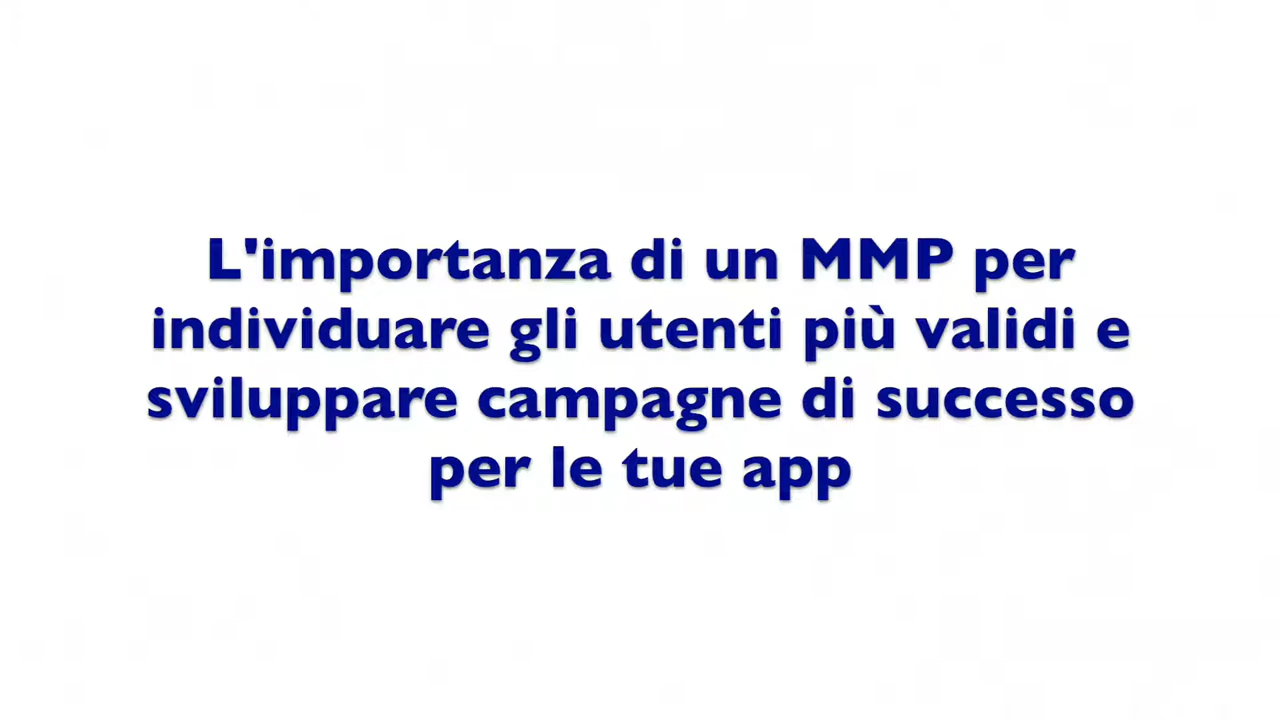 L'importanza di un MMP per
individuare gli utenti più validi e
sviluppare campagne di successo
per le tue app